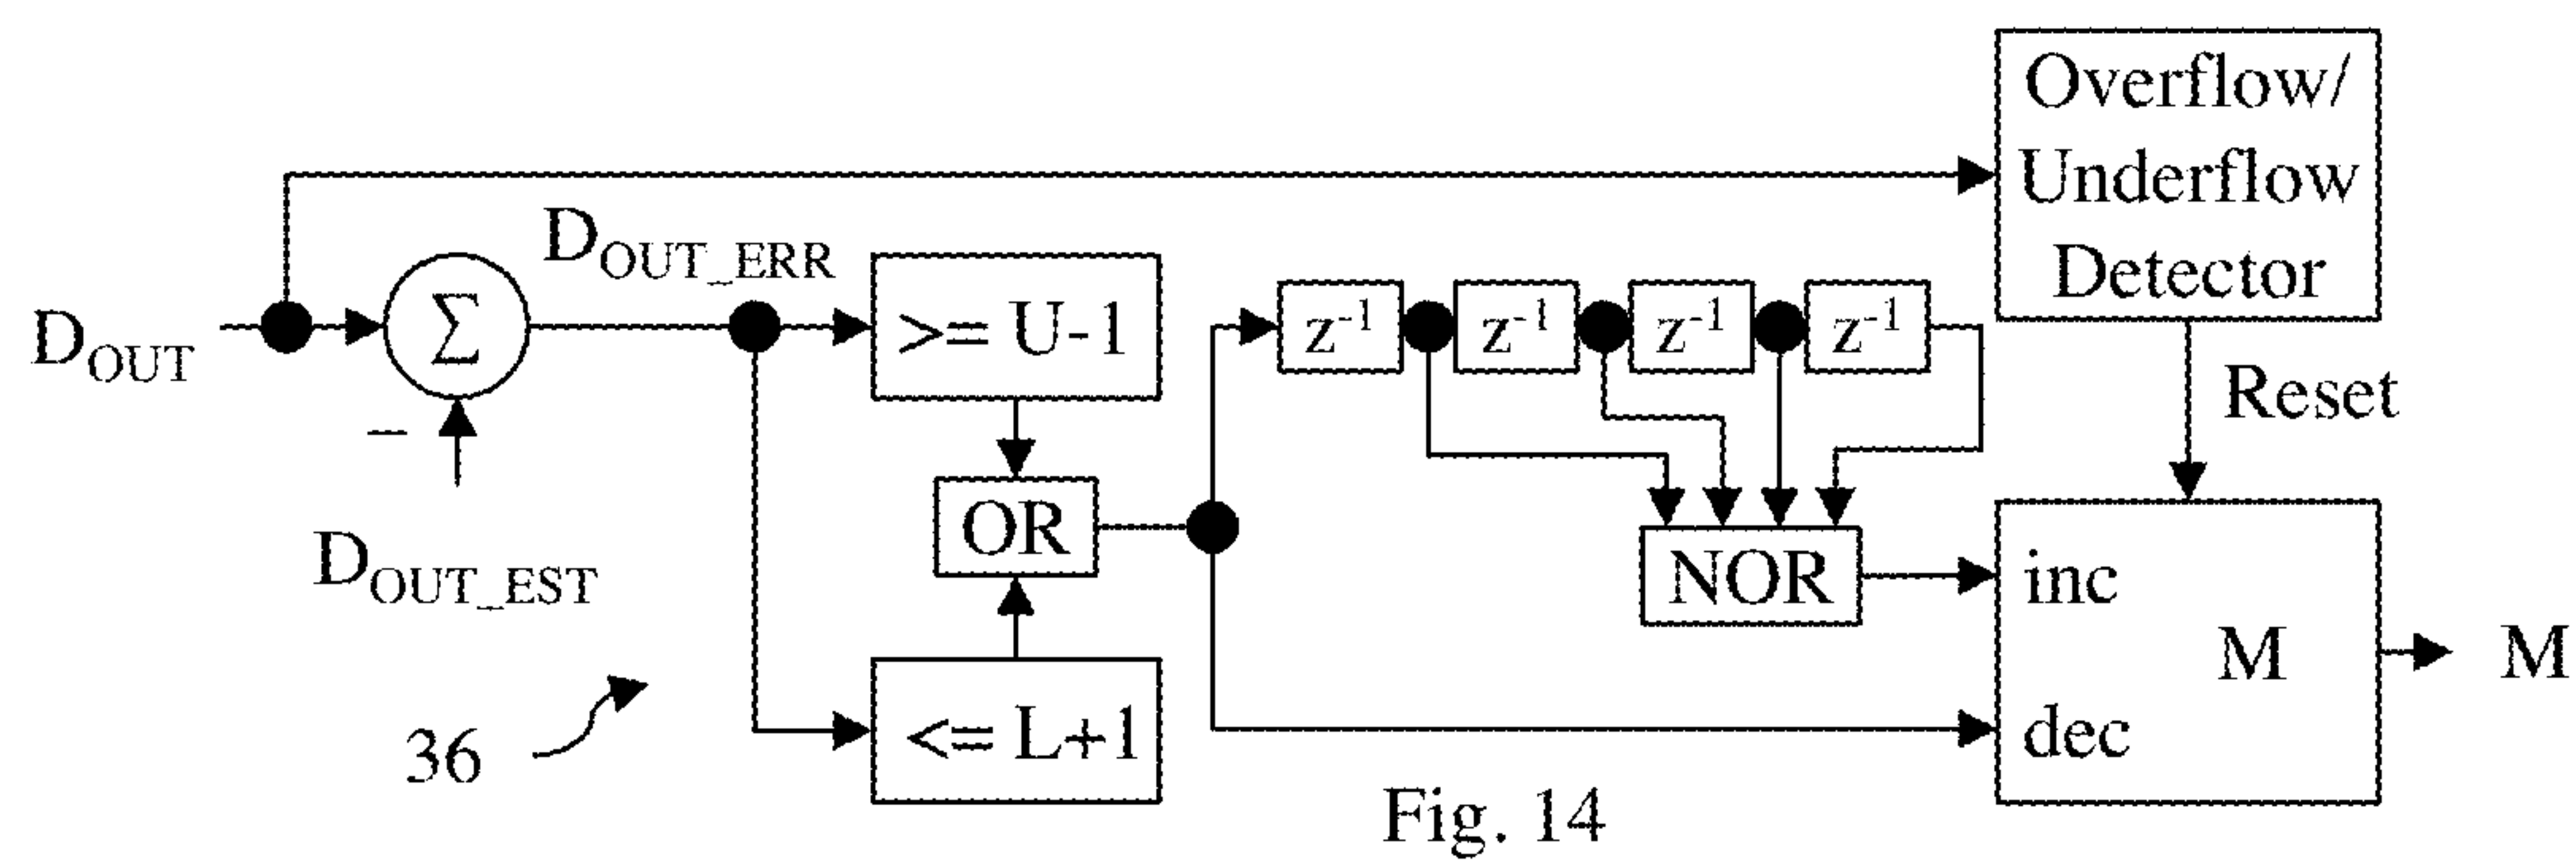 Overflow/
Underflow
Detector
D_OUT
Σ
–
D_OUT_EST
D_OUT_ERR
>= U-1
OR
<= L+1
z⁻¹
z⁻¹
z⁻¹
z⁻¹
NOR
Reset
inc
M
dec
M
36
Fig. 14